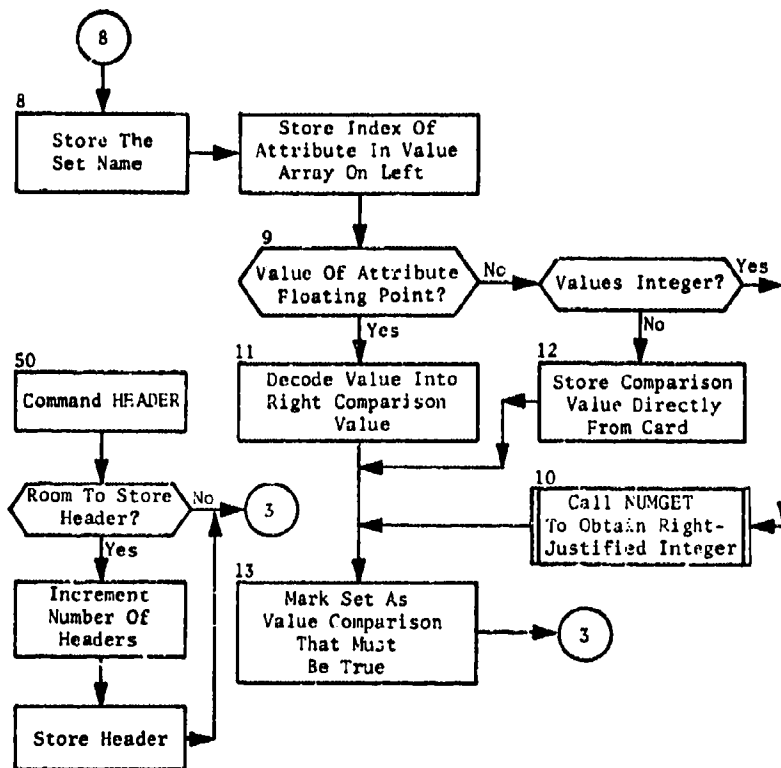 8
8
Store The
Set Name
Store Index Of
Attribute In Value
Array On Left
9
Value Of Attribute
Floating Point?
No
Values Integer?
Yes
Yes
No
11
Decode Value Into
Right Comparison
Value
12
Store Comparison
Value Directly
From Card
10
Call NUMGET
To Obtain Right-
Justified Integer
13
Mark Set As
Value Comparison
That Must
Be True
3
50
Command HEADER
Room To Store
Header?
No
3
Yes
Increment
Number Of
Headers
Store Header